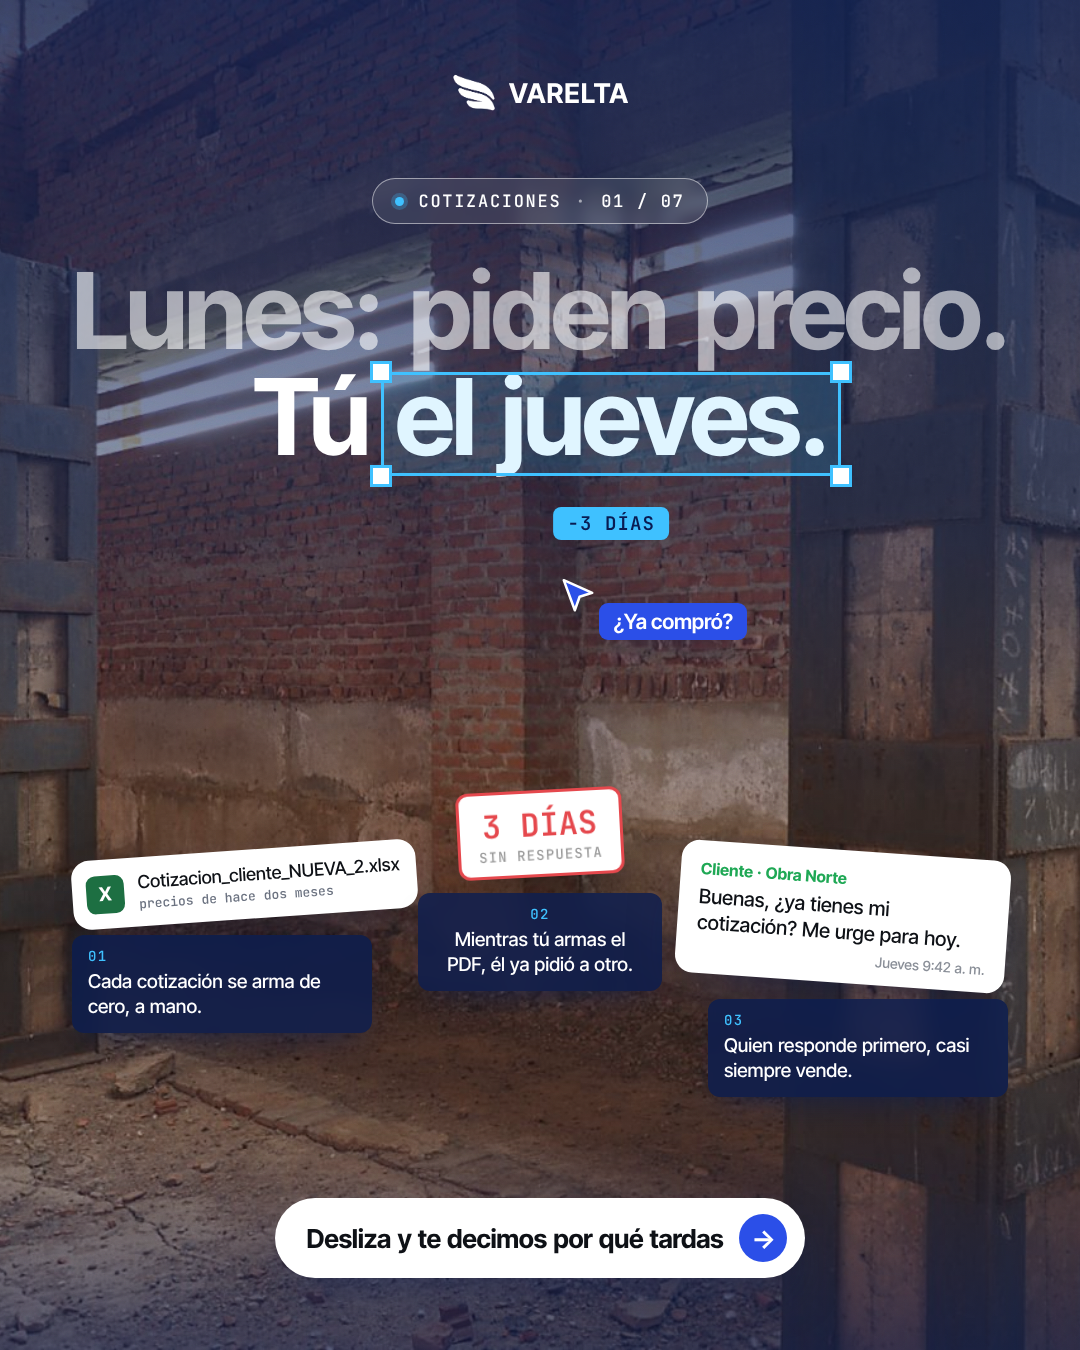 VARELTA
COTIZACIONES · 01 / 07
Lunes: piden precio.
Tú el jueves.
-3 DÍAS
¿Ya compró?
3 DÍAS
SIN RESPUESTA
X
Cotizacion_cliente_NUEVA_2.xlsx
precios de hace dos meses
01
Cada cotización se arma de
cero, a mano.
02
Mientras tú armas el
PDF, él ya pidió a otro.
Cliente · Obra Norte
Buenas, ¿ya tienes mi
cotización? Me urge para hoy.
Jueves 9:42 a. m.
03
Quien responde primero, casi
siempre vende.
Desliza y te decimos por qué tardas